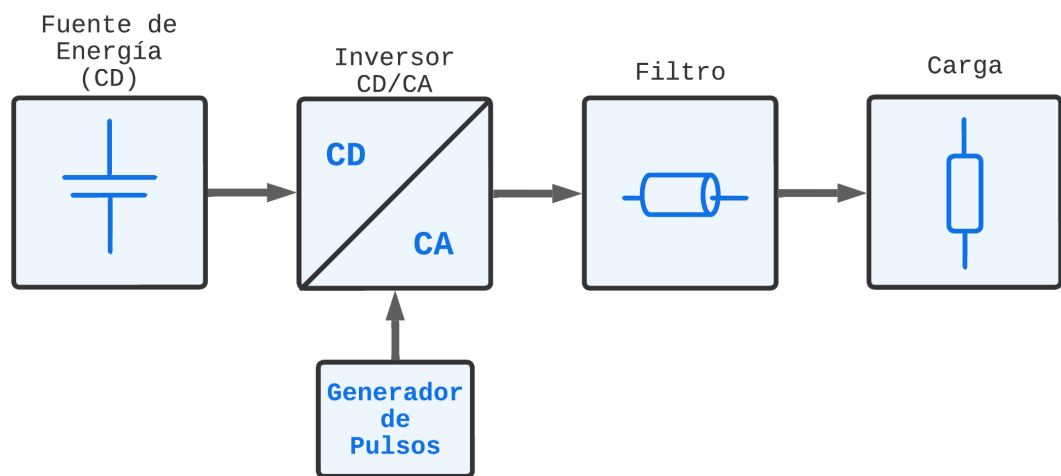 Fuente de
Energía
(CD)
Inversor
CD/CA
Filtro
Carga
CD
CA
Generador
de
Pulsos